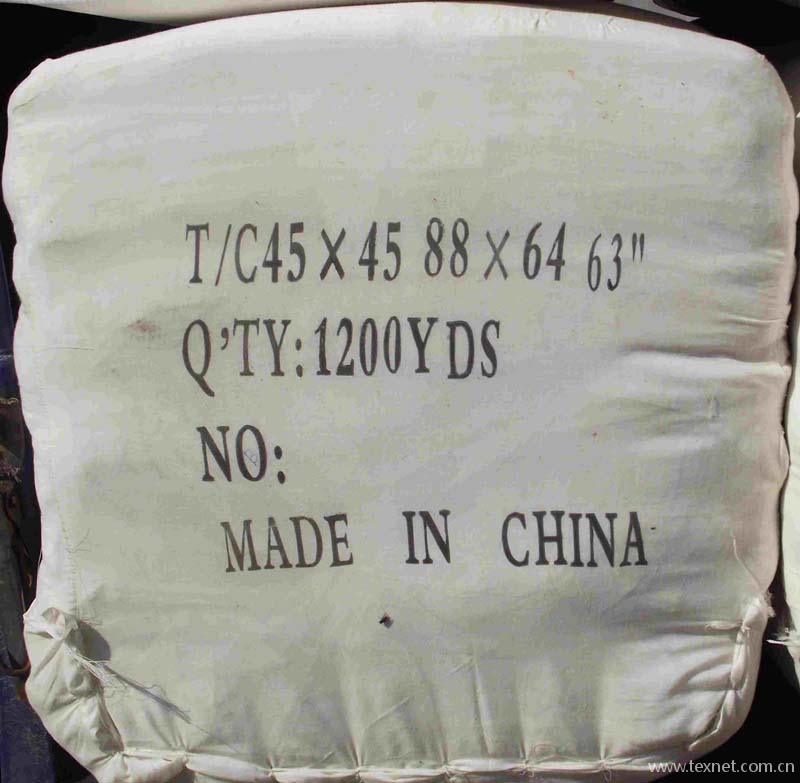 T/C45×45 88×64 63"
Q'TY:1200YDS
NO:
MADE IN CHINA
www.texnet.com.cn